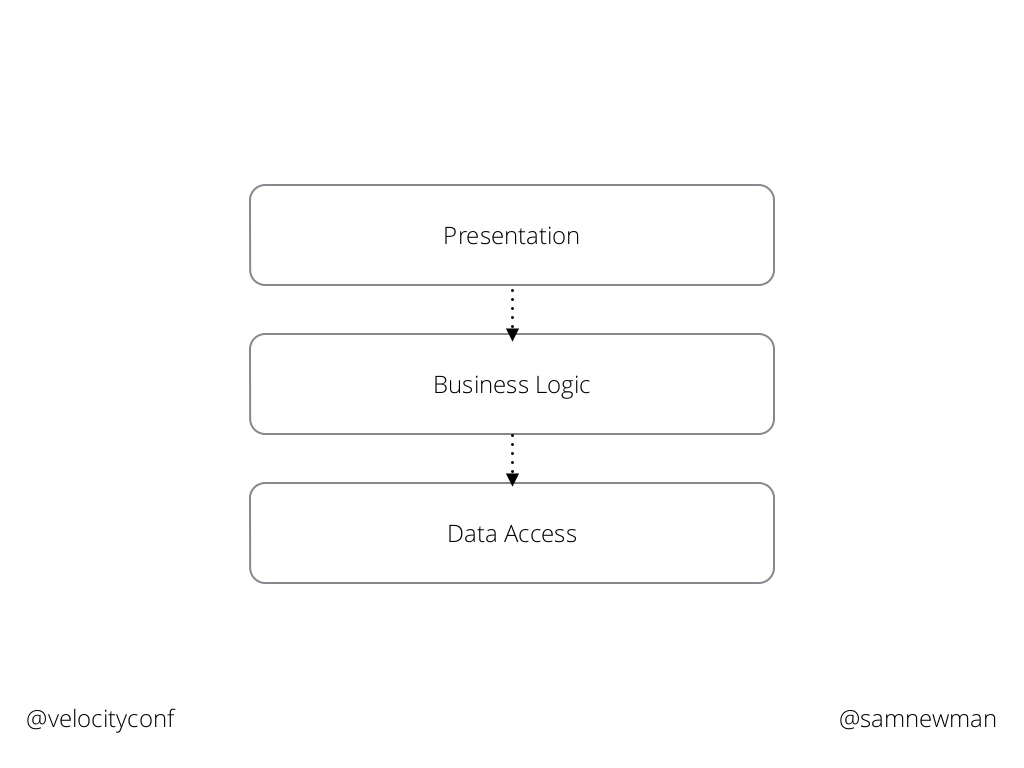 Presentation
Business Logic
Data Access
@velocityconf
@samnewman